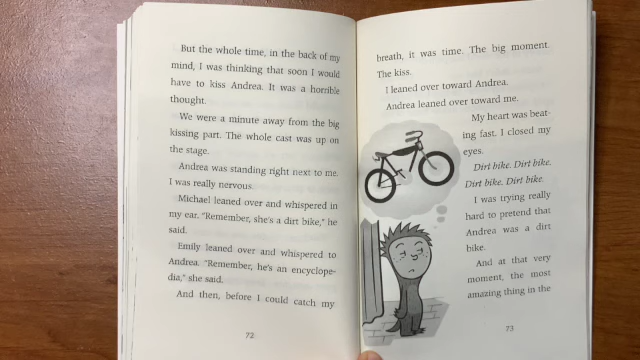 But the whole time, in the back of my
mind, I was thinking that soon I would
have to kiss Andrea. It was a horrible
thought.
We were a minute away from the big
kissing part. The whole cast was up on
the stage.
Andrea was standing right next to me.
I was really nervous.
Michael leaned over and whispered in
my ear. “Remember, she’s a dirt bike,” he
said.
Emily leaned over and whispered to
Andrea. “Remember, he’s an encyclope-
dia,” she said.
And then, before I could catch my
72
breath, it was time. The big moment.
The kiss.
I leaned over toward Andrea.
Andrea leaned over toward me.
My heart was beat-
ing fast. I closed my
eyes.
Dirt bike. Dirt bike.
Dirt bike. Dirt bike.
I was trying really
hard to pretend that
Andrea was a dirt
bike.
And at that very
moment, the most
amazing thing in the
73